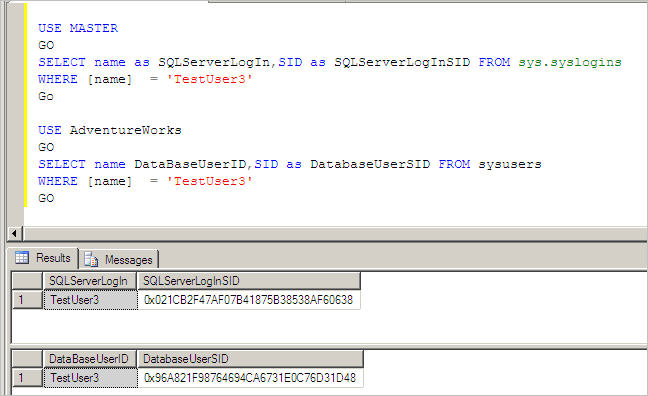 USE MASTER
GO
SELECT name as SQLServerLogIn,SID as SQLServerLogInSID FROM sys.syslogins
WHERE [name]  = 'TestUser3'
Go
USE AdventureWorks
GO
SELECT name DataBaseUserID,SID as DatabaseUserSID FROM sysusers
WHERE [name]  = 'TestUser3'
GO
Results Messages
SQLServerLogIn SQLServerLogInSID
1 TestUser3 0x021CB2F47AF07B41875B38538AF60638
DataBaseUserID DatabaseUserSID
1 TestUser3 0x96A821F98764694CA6731E0C76D31D48